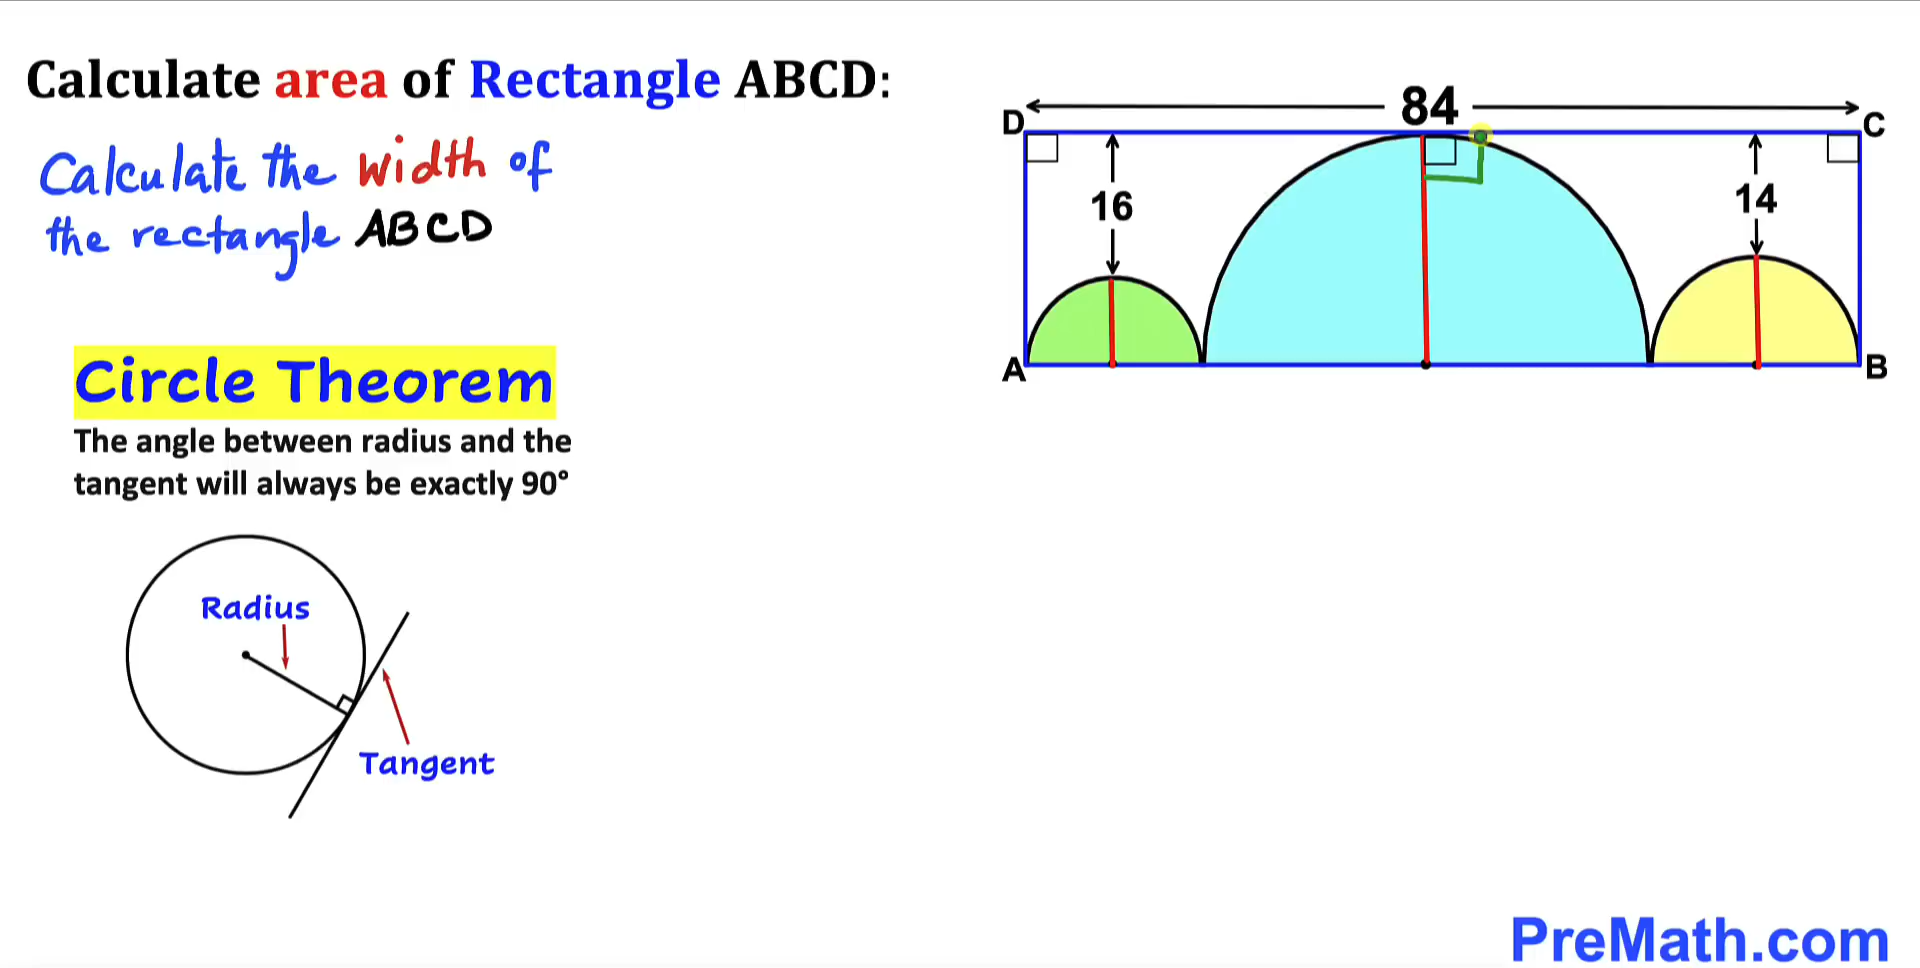 Calculate area of Rectangle ABCD:
Calculate the width of
the rectangle ABCD
Circle Theorem
The angle between radius and the
tangent will always be exactly 90°
Radius
Tangent
84
D
C
16
14
A
B
PreMath.com